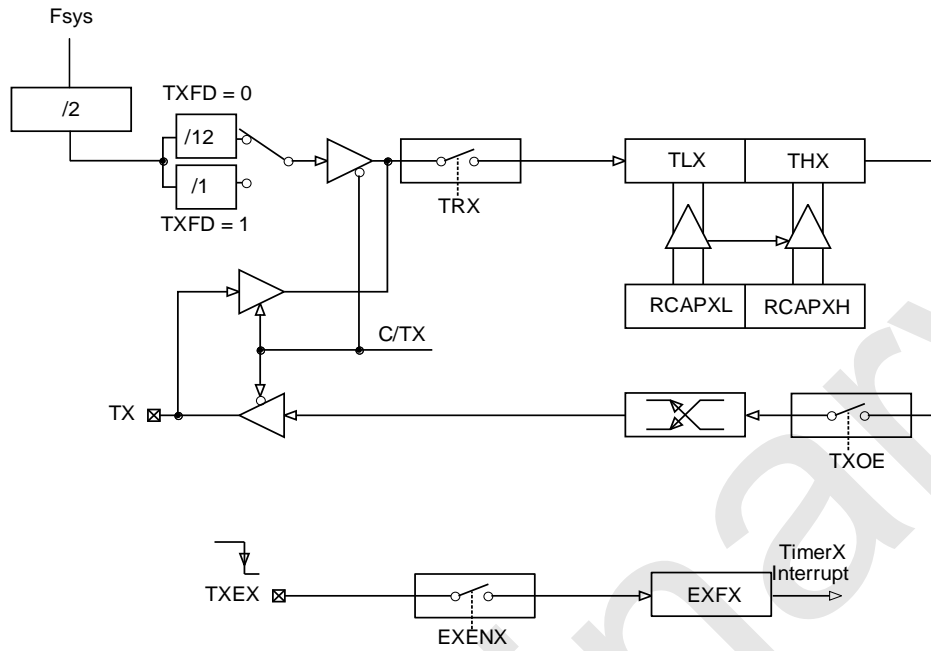 Fsys
/2
TXFD = 0
/12
/1
TXFD = 1
TRX
TLX
THX
RCAPXL
RCAPXH
C/TX
TX
TXOE
TXEX
EXENX
EXFX
TimerX
Interrupt